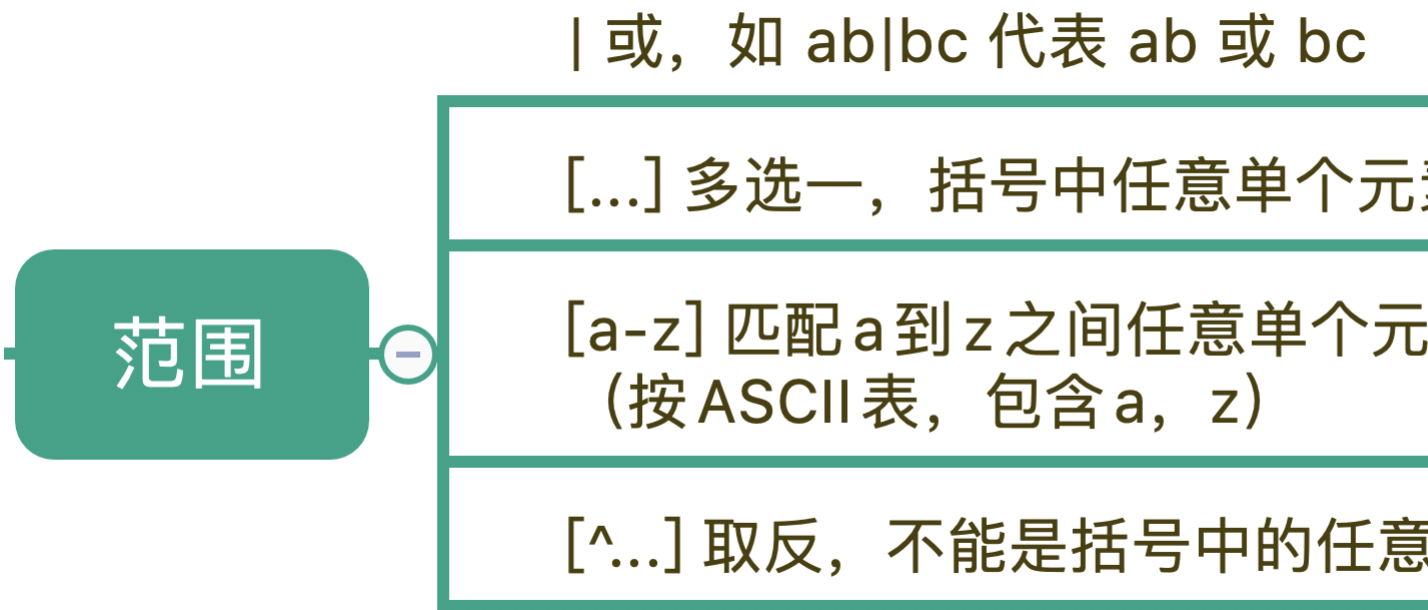 | 或，如 ab|bc 代表 ab 或 bc
[...] 多选一，括号中任意单个元
范围
[a-z] 匹配 a 到 z 之间任意单个元
（按 ASCII 表，包含 a，z）
[^...] 取反，不能是括号中的任意